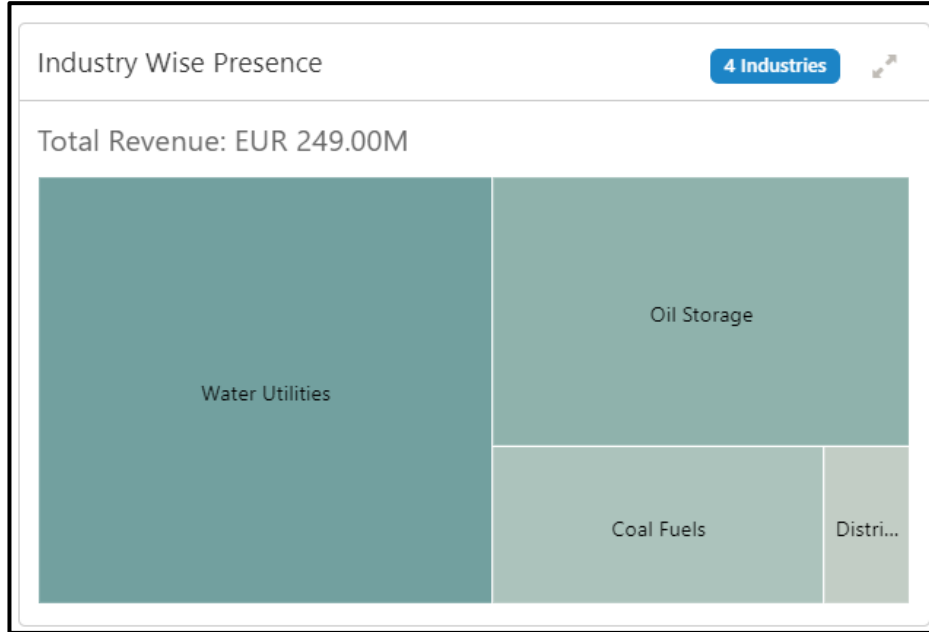 Industry Wise Presence
4 Industries
Total Revenue: EUR 249.00M
Oil Storage
Water Utilities
Coal Fuels
Distri...